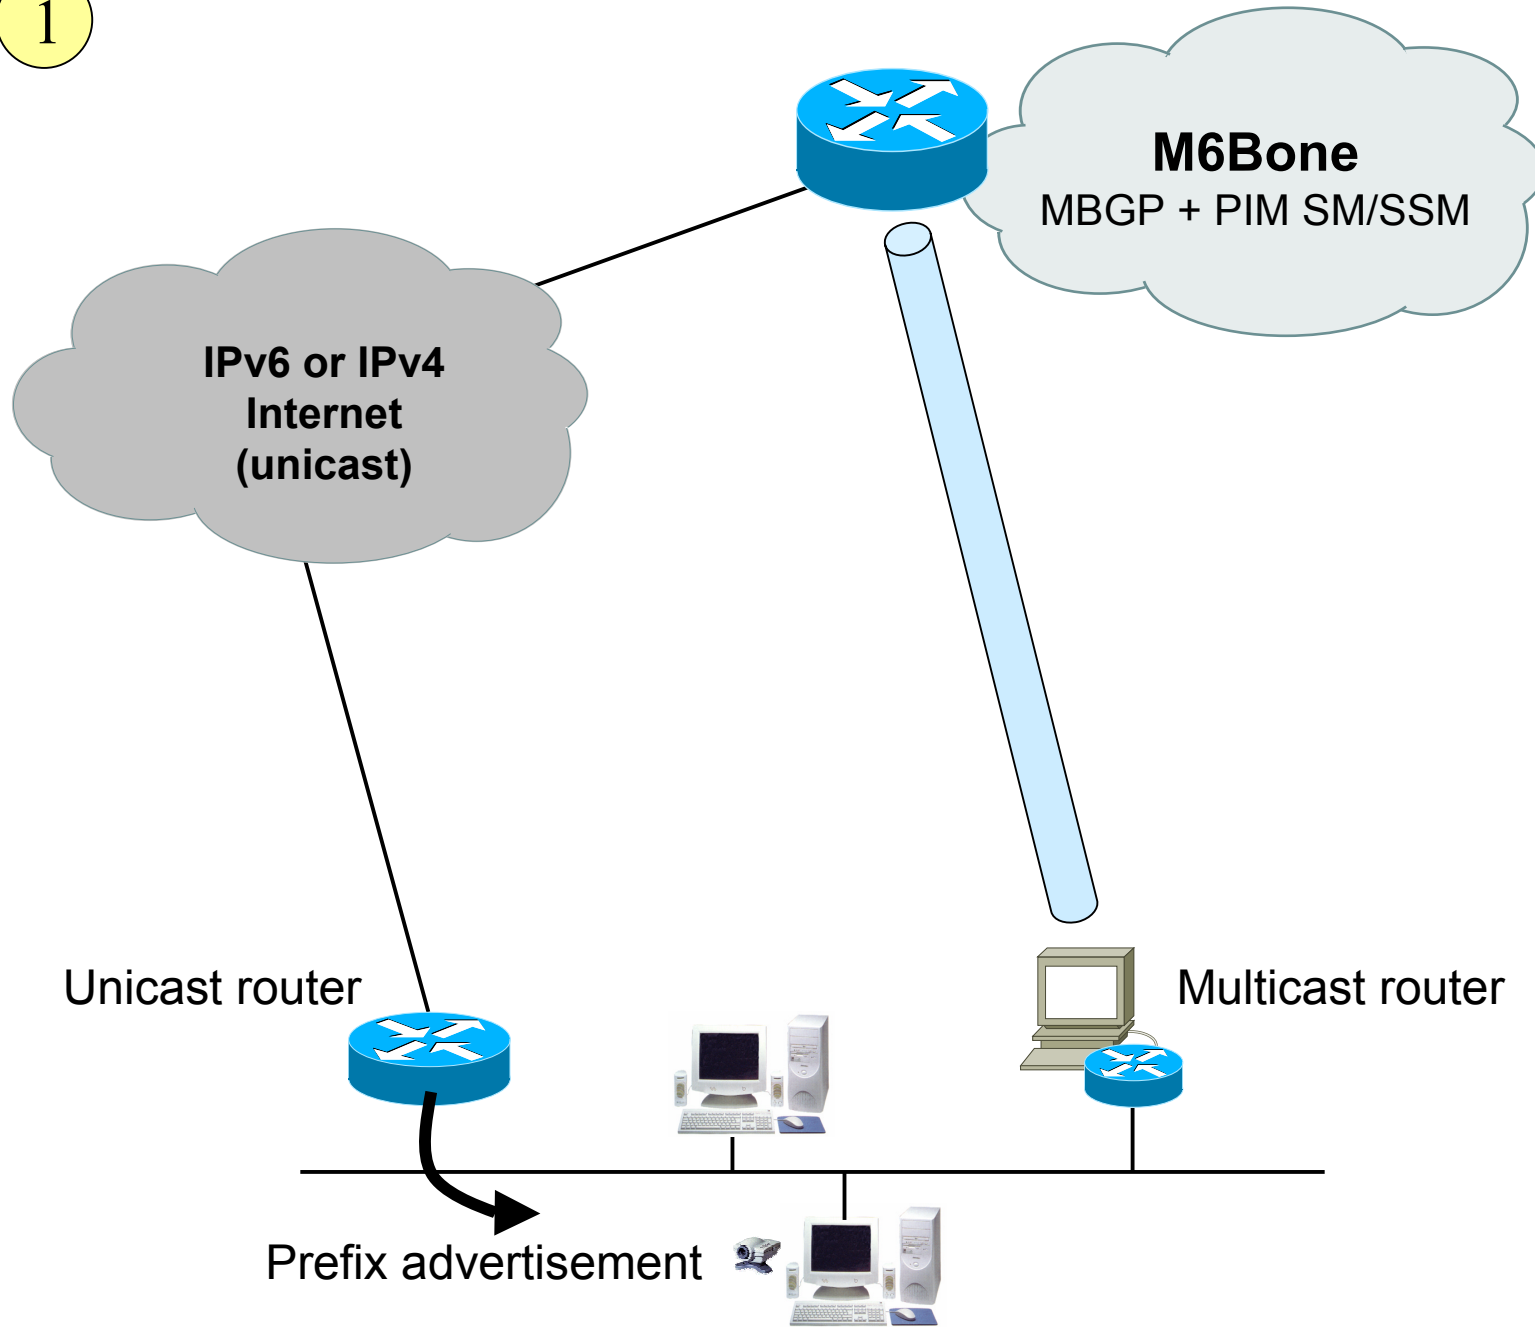 1
M6Bone
MBGP + PIM SM/SSM
IPv6 or IPv4
Internet
(unicast)
Unicast router
Multicast router
Prefix advertisement